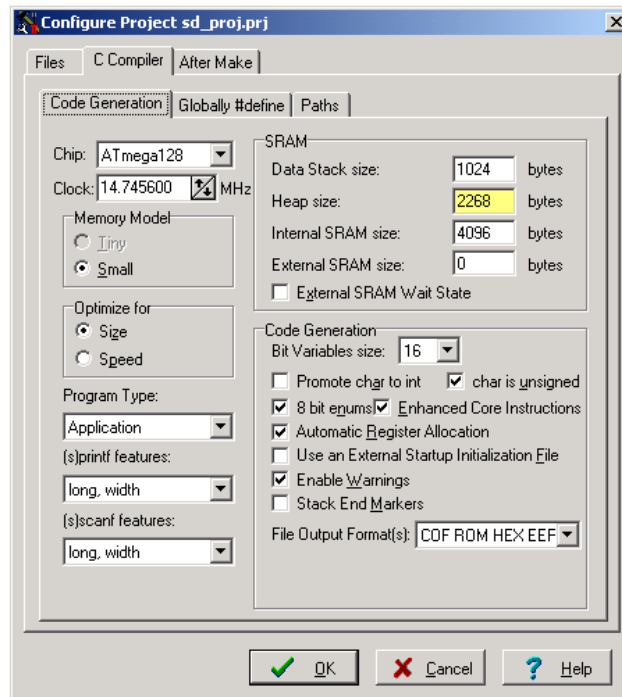 Configure Project sd_proj.prj
Files C Compiler After Make
Code Generation Globally #define Paths
Chip: ATmega128
Clock: 14.745600 MHz
Memory Model
Tiny
Small
Optimize for
Size
Speed
Program Type:
Application
(s)printf features:
long, width
(s)scanf features:
long, width
SRAM
Data Stack size: 1024 bytes
Heap size: 2268 bytes
Internal SRAM size: 4096 bytes
External SRAM size: 0 bytes
External SRAM Wait State
Code Generation
Bit Variables size: 16
Promote char to int char is unsigned
8 bit enums Enhanced Core Instructions
Automatic Register Allocation
Use an External Startup Initialization File
Enable Warnings
Stack End Markers
File Output Format(s): COF ROM HEX EEF
OK Cancel Help